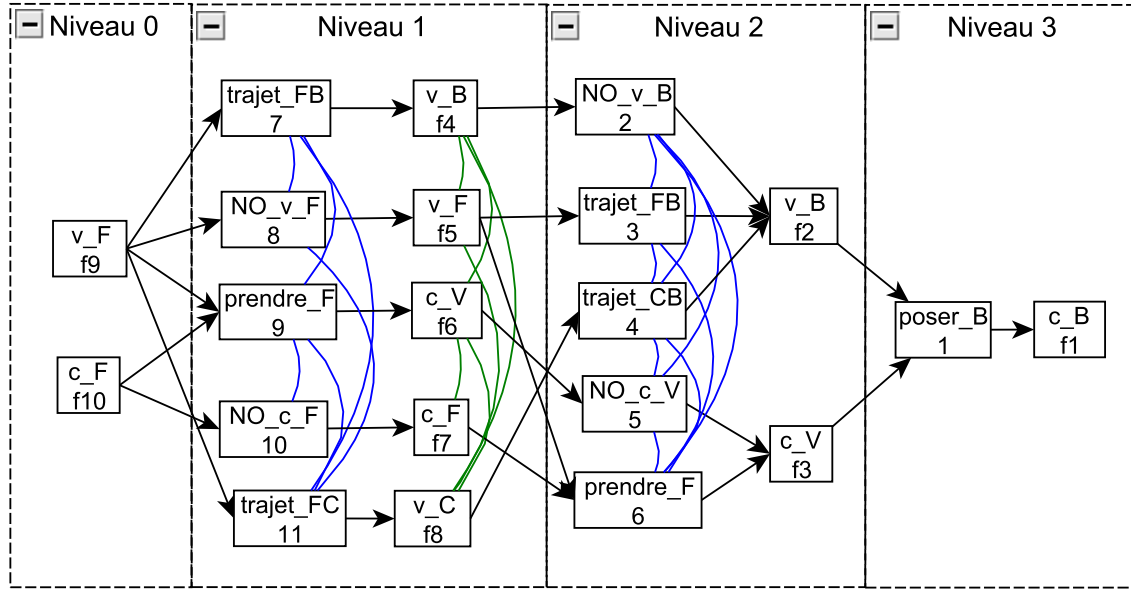 Niveau 0
Niveau 1
Niveau 2
Niveau 3
v_F
f9
c_F
f10
trajet_FB
7
NO_v_F
8
prendre_F
9
NO_c_F
10
trajet_FC
11
v_B
f4
v_F
f5
c_V
f6
c_F
f7
v_C
f8
NO_v_B
2
trajet_FB
3
trajet_CB
4
NO_c_V
5
prendre_F
6
v_B
f2
c_V
f3
poser_B
1
c_B
f1